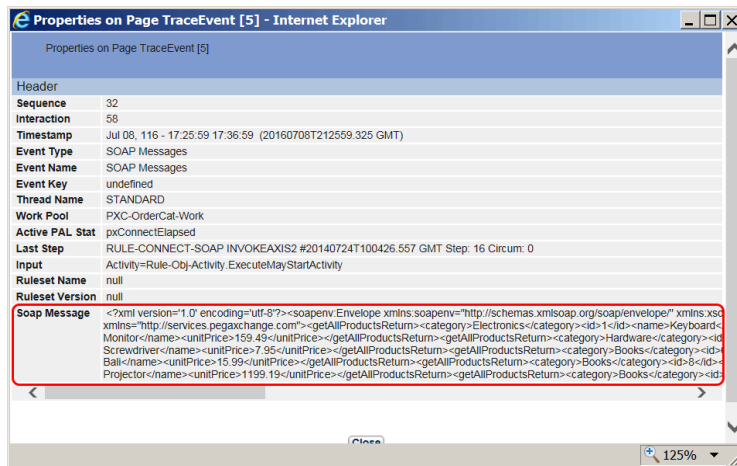 Properties on Page TraceEvent [5] - Internet Explorer
Properties on Page TraceEvent [5]
Header
Sequence 32
Interaction 58
Timestamp Jul 08, 116 - 17:25:59 17:36:59 (20160708T212559.325 GMT)
Event Type SOAP Messages
Event Name SOAP Messages
Event Key undefined
Thread Name STANDARD
Work Pool PXC-OrderCat-Work
Active PAL Stat pxConnectElapsed
Last Step RULE-CONNECT-SOAP INVOKEAXIS2 #20140724T100426.557 GMT Step: 16 Circum: 0
Input Activity=Rule-Obj-Activity.ExecuteMayStartActivity
Ruleset Name null
Ruleset Version null
Soap Message <?xml version='1.0' encoding='utf-8'?><soapenv:Envelope xmlns:soapenv="http://schemas.xmlsoap.org/soap/envelope/" xmlns:xsd
xmlns="http://services.pegaxchange.com"><getAllProductsReturn><category>Electronics</category><id>1</id><name>Keyboard<
Monitor</name><unitPrice>159.49</unitPrice></getAllProductsReturn><getAllProductsReturn><category>Hardware</category><id
Screwdriver</name><unitPrice>7.95</unitPrice></getAllProductsReturn><getAllProductsReturn><category>Books</category><id>
Bali</name><unitPrice>15.99</unitPrice></getAllProductsReturn><getAllProductsReturn><category>Books</category><id>8</id><
Projector</name><unitPrice>1199.19</unitPrice></getAllProductsReturn><getAllProductsReturn><category>Books</category><id>
Close
125%